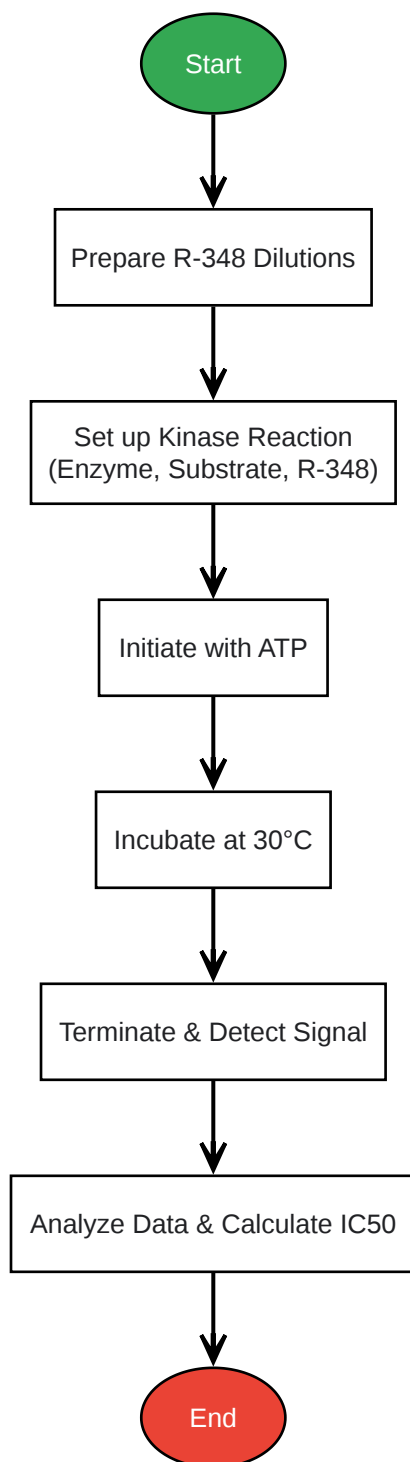 Start
Prepare R-348 Dilutions
Set up Kinase Reaction
(Enzyme, Substrate, R-348)
Initiate with ATP
Incubate at 30°C
Terminate & Detect Signal
Analyze Data & Calculate IC50
End